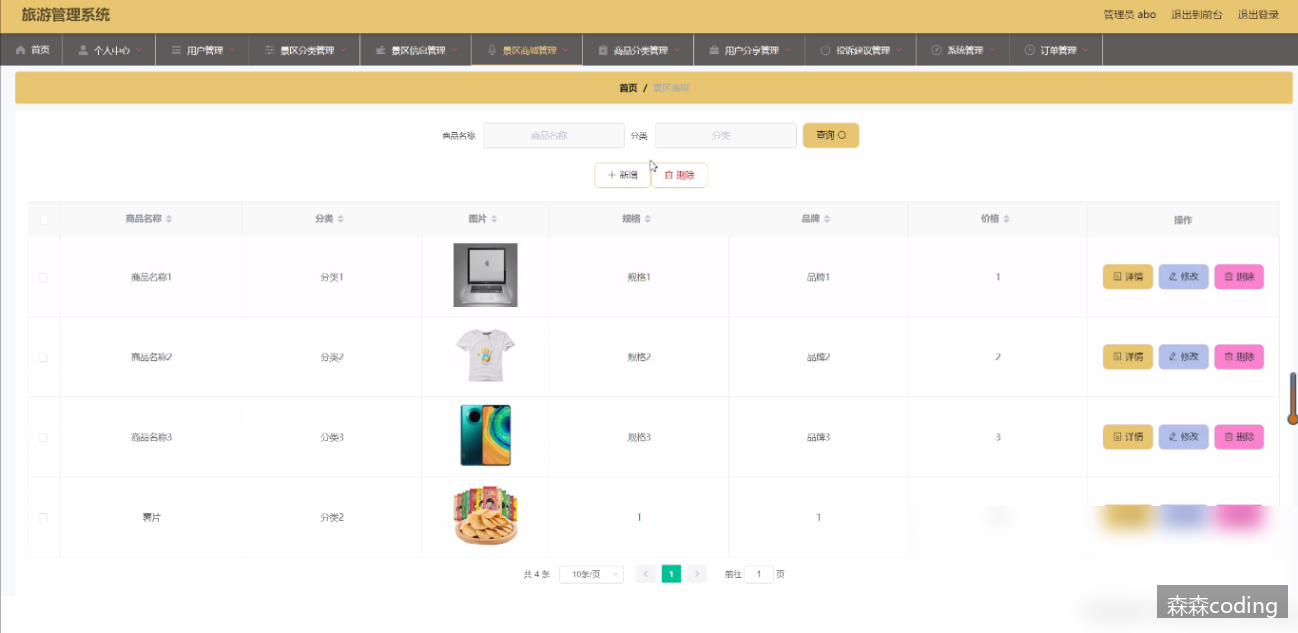 旅游管理系统
管理员 abo 退出到前台 退出登录
首页 个人中心 用户管理 景区分类管理 景区信息管理 景区商城管理 商品分类管理 用户分享管理 投诉建议管理 系统管理 订单管理
首页 / 景区商城
商品名称 商品名称 分类 分类 查询
新增 删除
商品名称 分类 图片 规格 品牌 价格 操作
商品名称1 分类1 规格1 品牌1 1 详情 修改 删除
商品名称2 分类2 规格2 品牌2 2 详情 修改 删除
商品名称3 分类3 规格3 品牌3 3 详情 修改 删除
薯片 分类2 1 1
共 4 条 10条/页 1 前往 1 页
森森coding